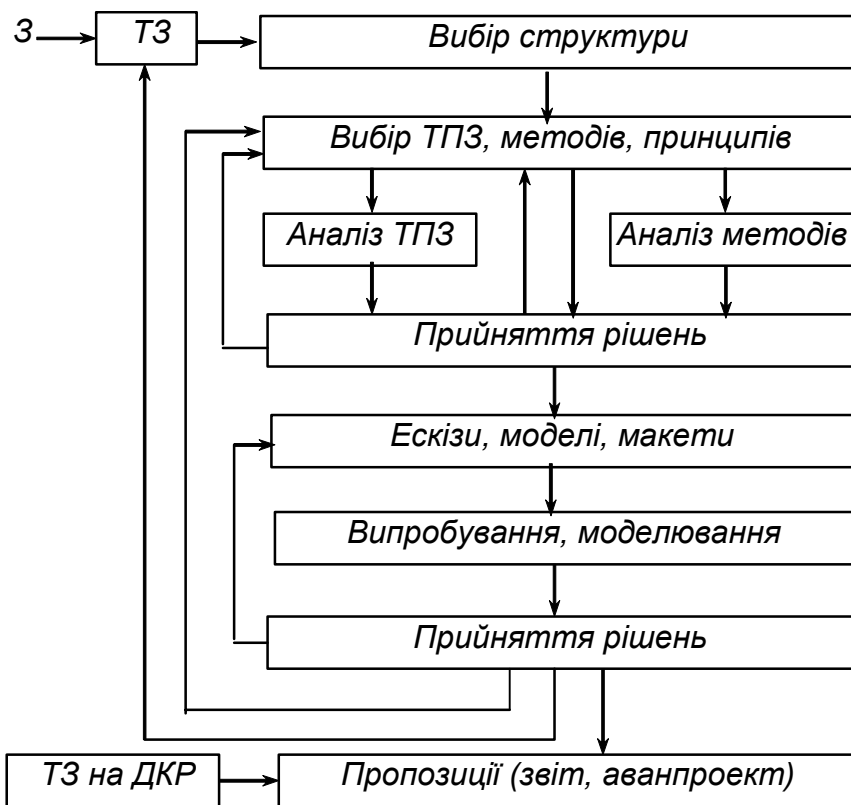 З
ТЗ
Вибір структури
Вибір ТПЗ, методів, принципів
Аналіз ТПЗ
Аналіз методів
Прийняття рішень
Ескізи, моделі, макети
Випробування, моделювання
Прийняття рішень
ТЗ на ДКР
Пропозиції (звіт, аванпроект)